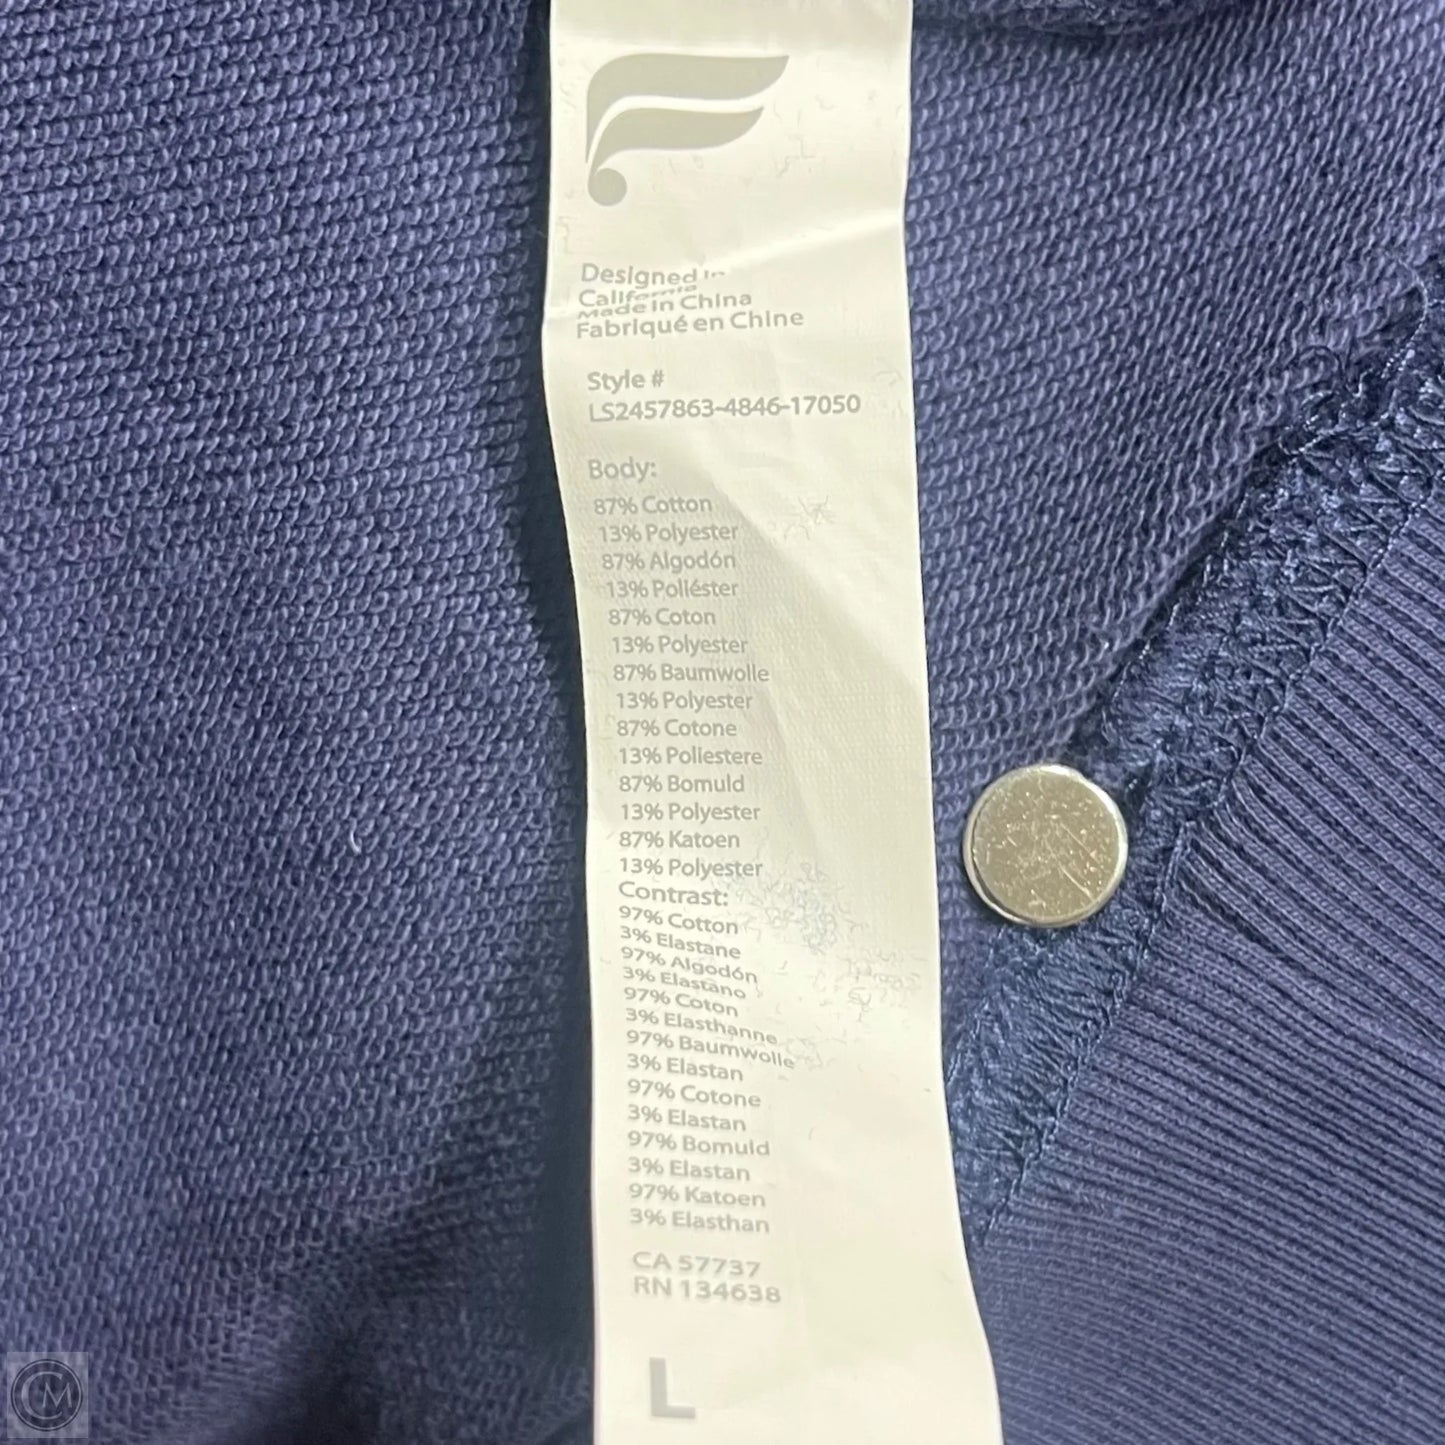 Designed in
California
Made in China
Fabriqué en Chine
Style #
LS2457863-4846-17050
Body:
87% Cotton
13% Polyester
87% Algodón
13% Poliéster
87% Coton
13% Polyester
87% Baumwolle
13% Polyester
87% Cotone
13% Poliestere
87% Bomuld
13% Polyester
87% Katoen
13% Polyester
Contrast:
97% Cotton
3% Elastane
97% Algodón
3% Elastano
97% Coton
3% Elasthanne
97% Baumwolle
3% Elastan
97% Cotone
3% Elastan
97% Bomuld
3% Elastan
97% Katoen
3% Elasthan
CA 57737
RN 134638
L
CM